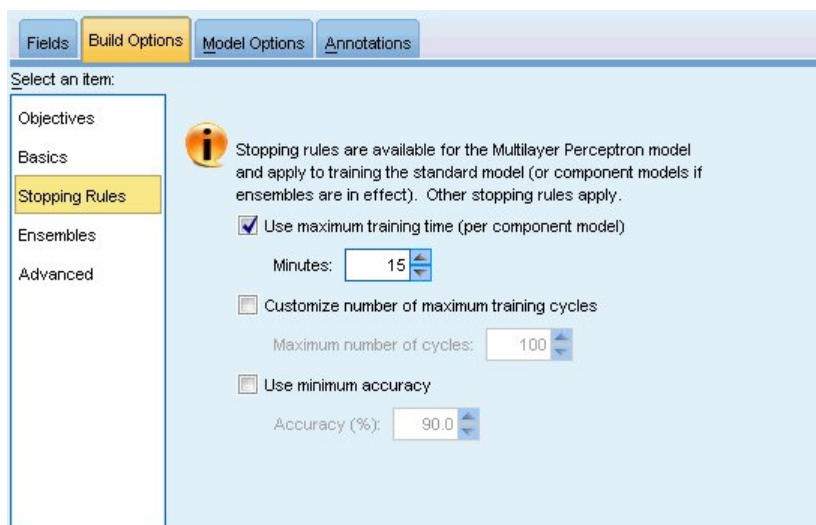 Fields Build Options Model Options Annotations
Select an item:
Objectives
Basics
Stopping Rules
Ensembles
Advanced
Stopping rules are available for the Multilayer Perceptron model
and apply to training the standard model (or component models if
ensembles are in effect). Other stopping rules apply.
Use maximum training time (per component model)
Minutes: 15
Customize number of maximum training cycles
Maximum number of cycles: 100
Use minimum accuracy
Accuracy (%): 90.0